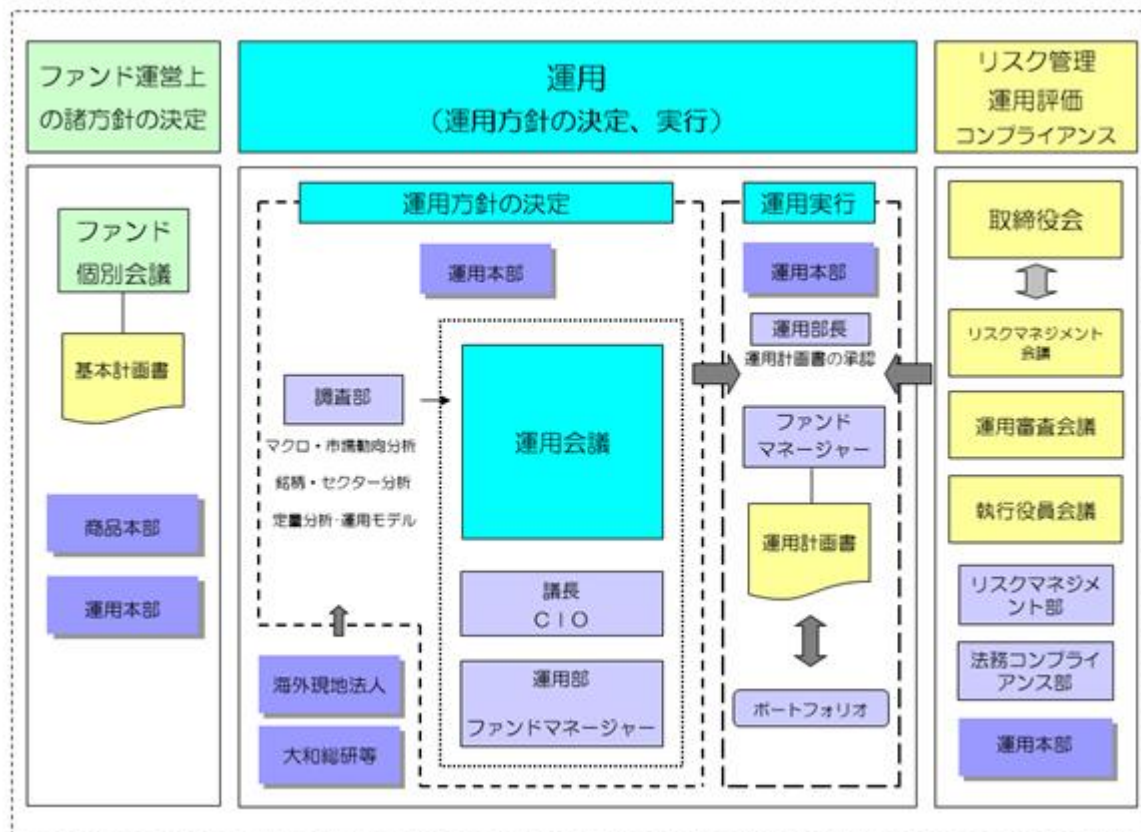 ファンド運営上
の諸方針の決定
運用
（運用方針の決定、実行）
リスク管理
運用評価
コンプライアンス
ファンド
個別会議
基本計画書
商品本部
運用本部
運用方針の決定
運用本部
調査部
マクロ・市場動向分析
銘柄・セクター分析
定量分析・運用モデル
海外現地法人
大和総研等
運用会議
議長
ＣＩＯ
運用部
ファンドマネージャー
運用実行
運用本部
運用部長
運用計画書の承認
ファンド
マネージャー
運用計画書
ポートフォリオ
取締役会
リスクマネジメント
会議
運用審査会議
執行役員会議
リスクマネジメ
ント部
法務コンプライ
アンス部
運用本部